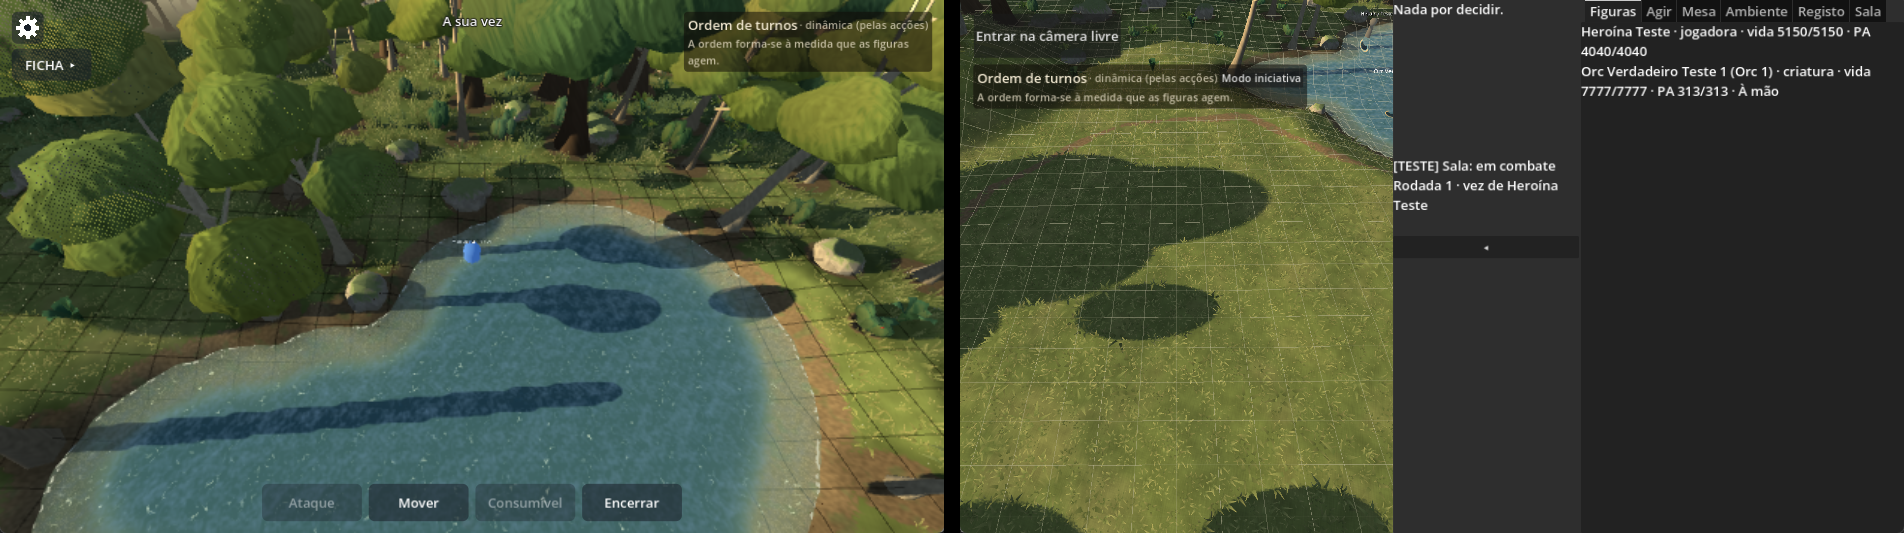 A sua vez
Ordem de turnos · dinâmica (pelas acções)
A ordem forma-se à medida que as figuras
agem.
FICHA ▸
Ataque
Mover
Consumível
Encerrar
Entrar na câmera livre
Ordem de turnos · dinâmica (pelas acções) Modo iniciativa
A ordem forma-se à medida que as figuras agem.
Nada por decidir.
[TESTE] Sala: em combate
Rodada 1 · vez de Heroína
Teste
◂
Figuras
Agir
Mesa
Ambiente
Registo
Sala
Heroína Teste · jogadora · vida 5150/5150 · PA
4040/4040
Orc Verdadeiro Teste 1 (Orc 1) · criatura · vida
7777/7777 · PA 313/313 · À mão